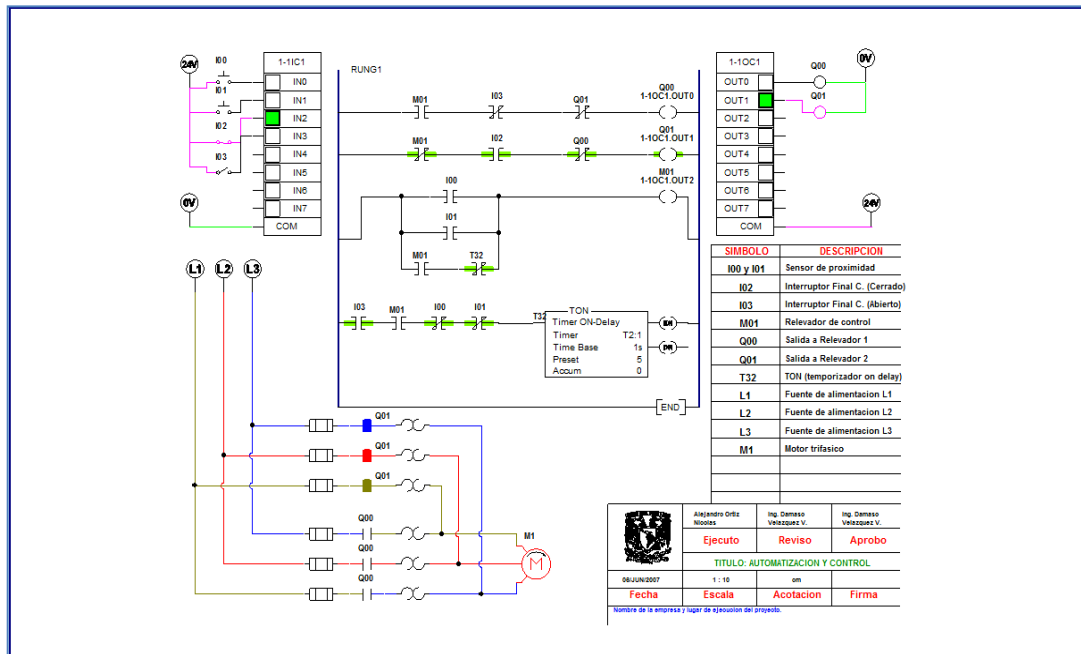 24V
I00
I01
I02
I03
1-1IC1
IN0
IN1
IN2
IN3
IN4
IN5
IN6
IN7
COM
0V
RUNG1
M01
I03
Q01
Q00
1-1OC1.OUT0
M01
I02
Q00
Q01
1-1OC1.OUT1
I00
M01
1-1OC1.OUT2
I01
M01
T32
I03
M01
I00
I01
T32
TON
Timer ON-Delay
Timer T2:1
Time Base 1s
Preset 5
Accum 0
EN
DN
END
1-1OC1
OUT0
OUT1
OUT2
OUT3
OUT4
OUT5
OUT6
OUT7
COM
Q00
Q01
0V
24V
L1
L2
L3
Q01
Q01
Q01
Q00
Q00
Q00
M1
M
SIMBOLO DESCRIPCION
I00 y I01 Sensor de proximidad
I02 Interruptor Final C. (Cerrado)
I03 Interruptor Final C. (Abierto)
M01 Relevador de control
Q00 Salida a Relevador 1
Q01 Salida a Relevador 2
T32 TON (temporizador on delay)
L1 Fuente de alimentacion L1
L2 Fuente de alimentacion L2
L3 Fuente de alimentacion L3
M1 Motor trifasico
Alejandro Ortiz Nicolas
Ing. Damaso Velazquez V.
Ing. Damaso Velazquez V.
Ejecuto Reviso Aprobo
TITULO: AUTOMATIZACION Y CONTROL
06/JUN/2007 1 : 10 cm
Fecha Escala Acotacion Firma
Nombre de la empresa y lugar de ejecucion del proyecto.